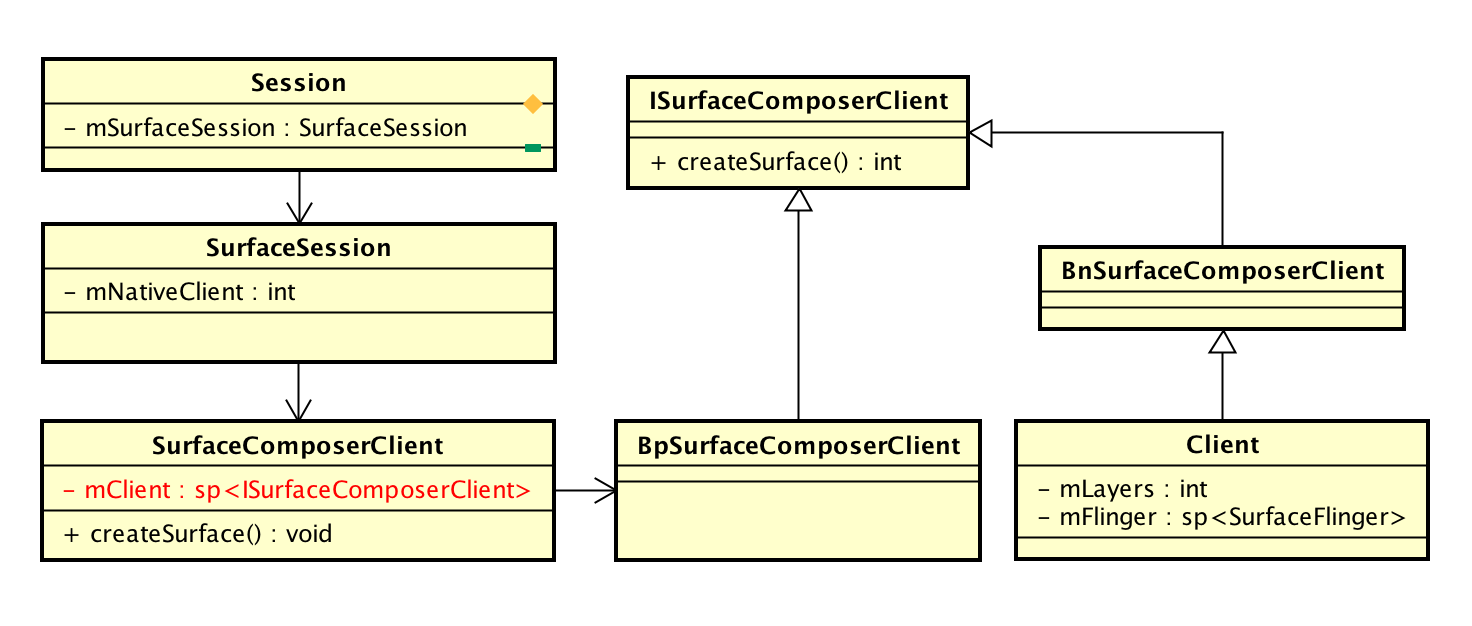 Session
– mSurfaceSession : SurfaceSession
SurfaceSession
– mNativeClient : int
SurfaceComposerClient
– mClient : sp<ISurfaceComposerClient>
+ createSurface() : void
ISurfaceComposerClient
+ createSurface() : int
BpSurfaceComposerClient
BnSurfaceComposerClient
Client
– mLayers : int
– mFlinger : sp<SurfaceFlinger>